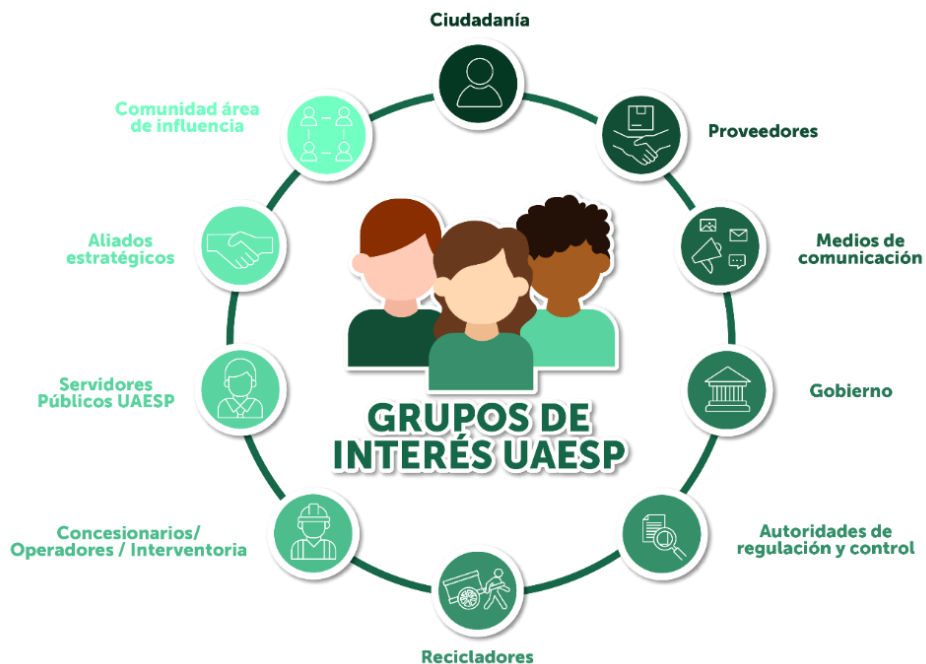 Ciudadanía
Proveedores
Medios de
comunicación
Gobierno
Autoridades de
regulación y control
Recicladores
Concesionarios/
Operadores / Interventoria
Servidores
Públicos UAESP
Aliados
estratégicos
Comunidad área
de influencia
GRUPOS DE
INTERÉS UAESP